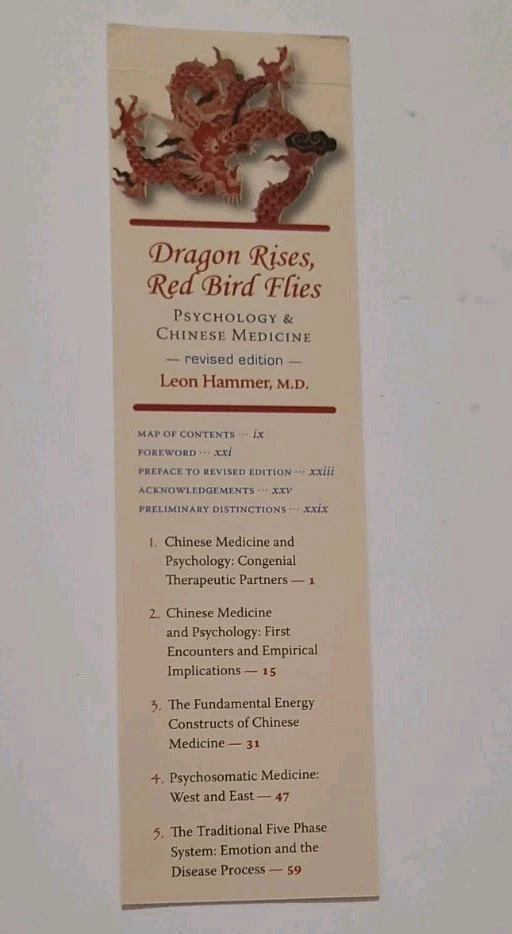 Dragon Rises,
Red Bird Flies
Psychology &
Chinese Medicine
— revised edition —
Leon Hammer, M.D.
MAP OF CONTENTS ··· ix
FOREWORD ··· xxi
PREFACE TO REVISED EDITION ··· xxiii
ACKNOWLEDGEMENTS ··· xxv
PRELIMINARY DISTINCTIONS ··· xxix
1. Chinese Medicine and
Psychology: Congenial
Therapeutic Partners — 1
2. Chinese Medicine
and Psychology: First
Encounters and Empirical
Implications — 15
3. The Fundamental Energy
Constructs of Chinese
Medicine — 31
4. Psychosomatic Medicine:
West and East — 47
5. The Traditional Five Phase
System: Emotion and the
Disease Process — 59